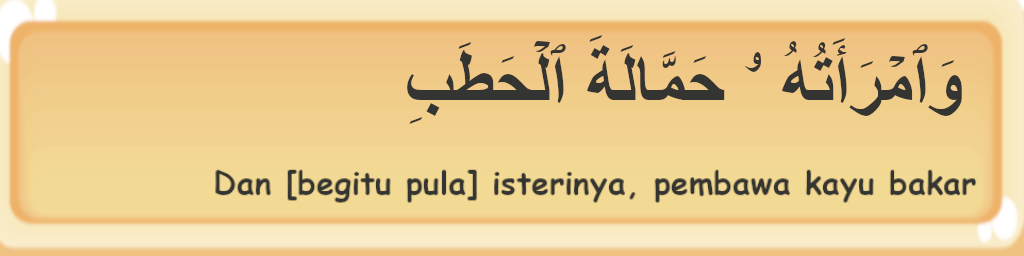 وَٱمْرَأَتُهُ ۥ حَمَّالَةَ ٱلْحَطَبِ
Dan [begitu pula] isterinya, pembawa kayu bakar